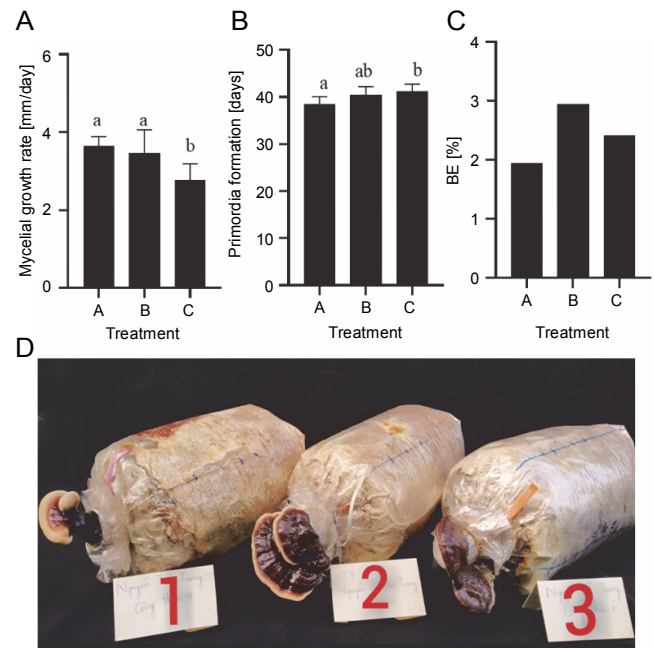 A
Mycelial growth rate [mm/day]
6
4
2
0
a
a
b
A
B
C
Treatment
B
Primordia formation [days]
50
40
30
20
10
0
a
ab
b
A
B
C
Treatment
C
BE [%]
4
3
2
1
0
A
B
C
Treatment
D
1
2
3